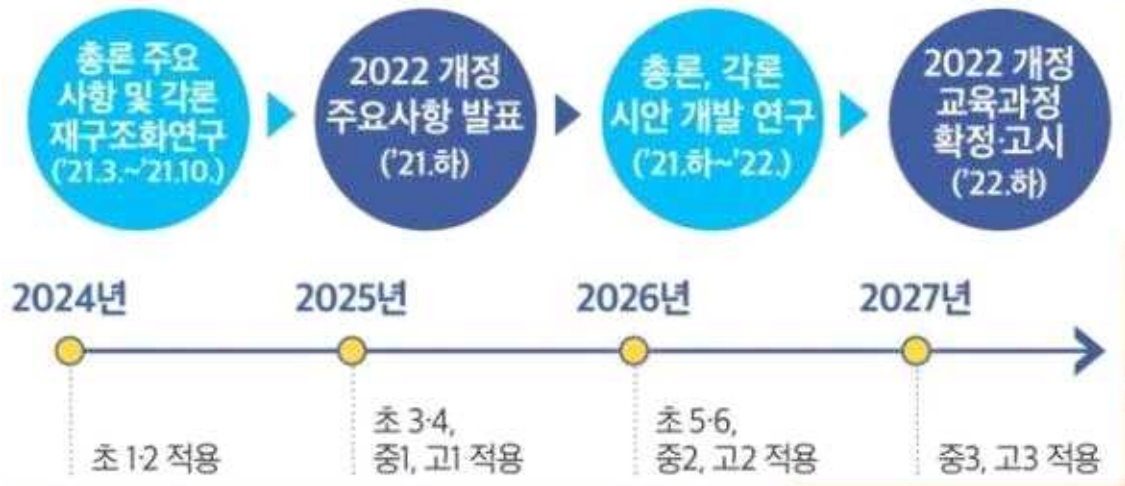 총론 주요
사항 및 각론
재구조화연구
('21.3.~'21.10.)
2022 개정
주요사항 발표
('21.하)
총론, 각론
시안 개발 연구
('21.하~'22.)
2022 개정
교육과정
확정·고시
('22.하)
2024년
2025년
2026년
2027년
초 1·2 적용
초 3·4,
중1, 고1 적용
초 5·6,
중2, 고2 적용
중3, 고3 적용